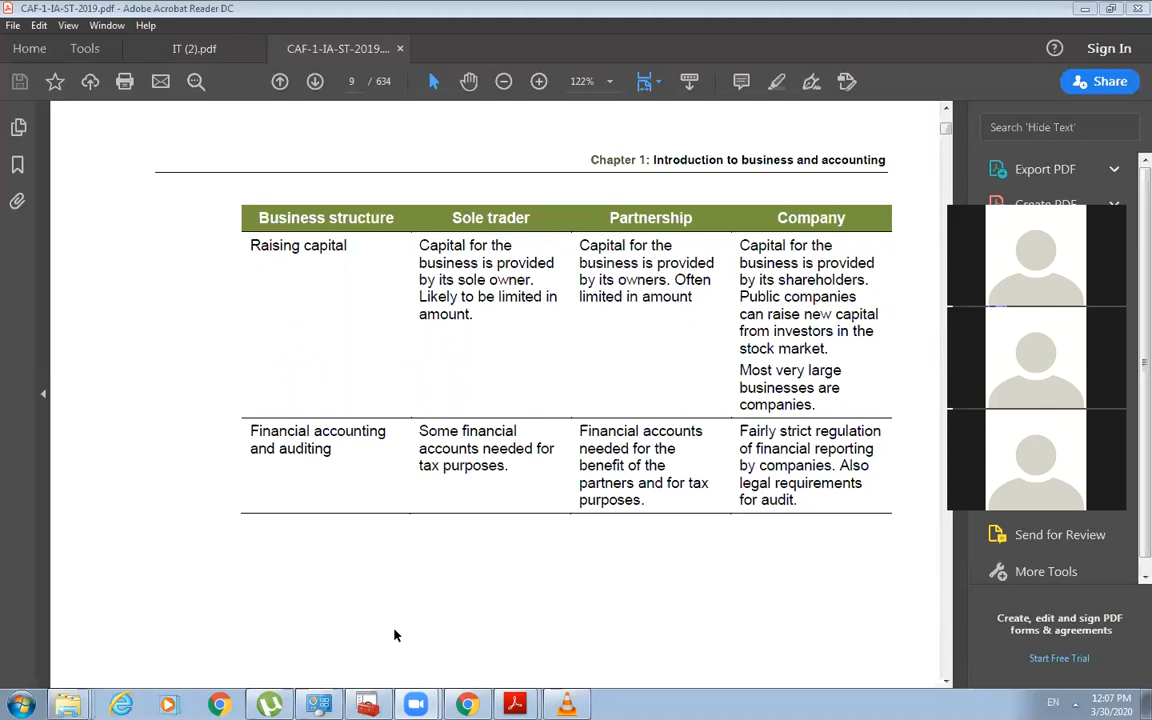 CAF-1-IA-ST-2019.pdf - Adobe Acrobat Reader DC
File Edit View Window Help
Home Tools IT (2).pdf CAF-1-IA-ST-2019.... × Sign In
9 / 634 122% Share
Search 'Hide Text'
Export PDF
Create PDF
Chapter 1: Introduction to business and accounting
Business structure Sole trader Partnership Company
Raising capital
Capital for the
business is provided
by its sole owner.
Likely to be limited in
amount.
Capital for the
business is provided
by its owners. Often
limited in amount
Capital for the
business is provided
by its shareholders.
Public companies
can raise new capital
from investors in the
stock market.
Most very large
businesses are
companies.
Financial accounting
and auditing
Some financial
accounts needed for
tax purposes.
Financial accounts
needed for the
benefit of the
partners and for tax
purposes.
Fairly strict regulation
of financial reporting
by companies. Also
legal requirements
for audit.
Send for Review
More Tools
Create, edit and sign PDF
forms & agreements
Start Free Trial
EN
12:07 PM
3/30/2020